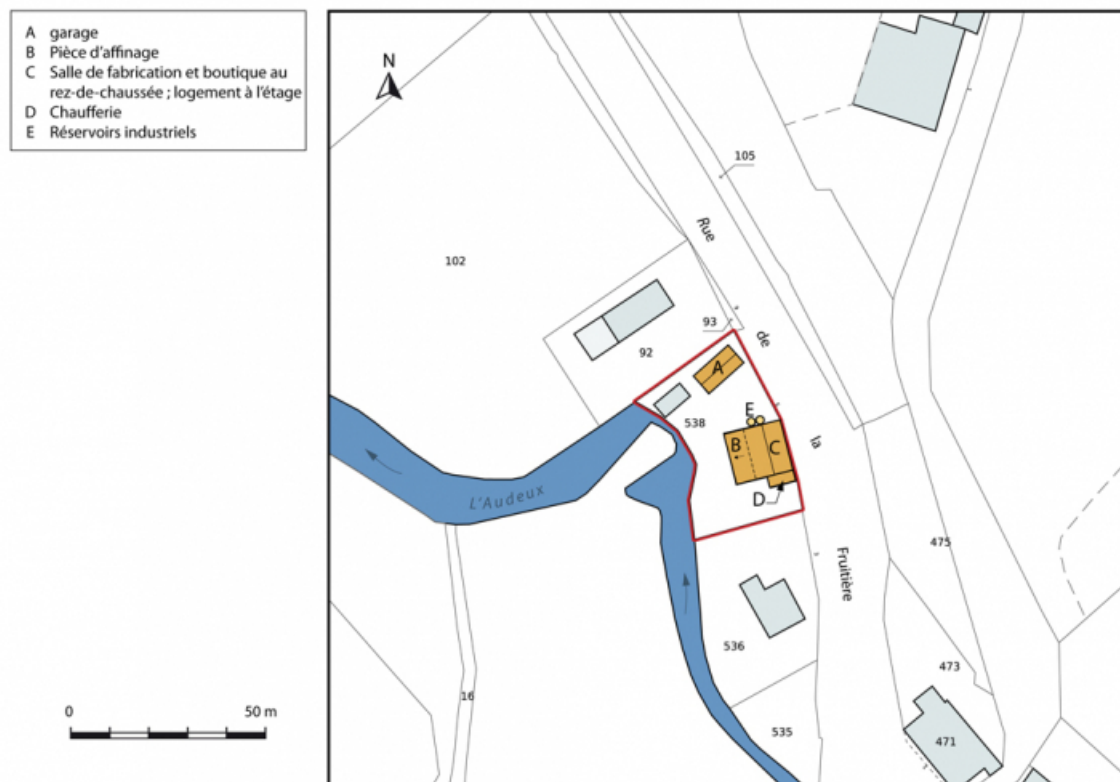 A garage
B Pièce d'affinage
C Salle de fabrication et boutique au
rez-de-chaussée ; logement à l'étage
D Chaufferie
E Réservoirs industriels
N
105
Rue
102
93
de
92
A
E
538
la
B
C
D
L'Audeux
475
Fruitière
536
473
16
0 50 m
535
471